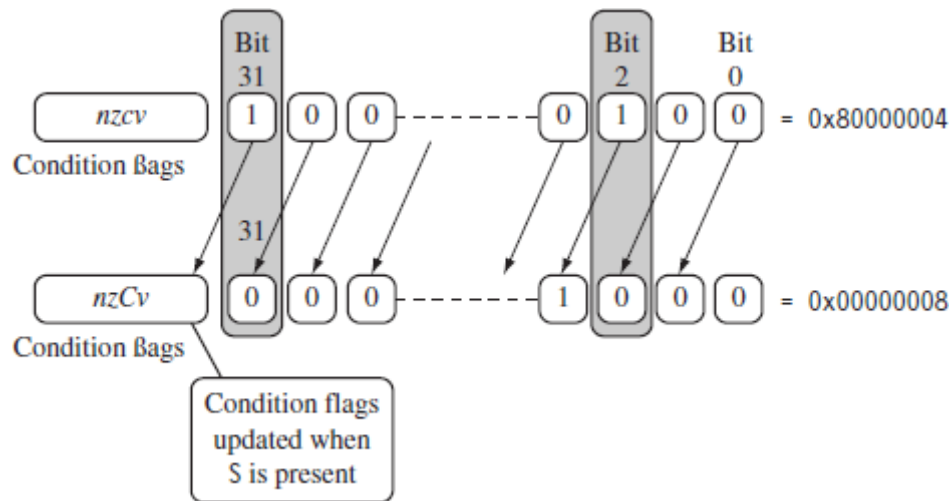 Bit Bit Bit
31 2 0
nzcv 1 0 0 0 1 0 0 = 0x80000004
Condition ßags
31
nzCv 0 0 0 1 0 0 0 = 0x00000008
Condition ßags
Condition flags
updated when
S is present